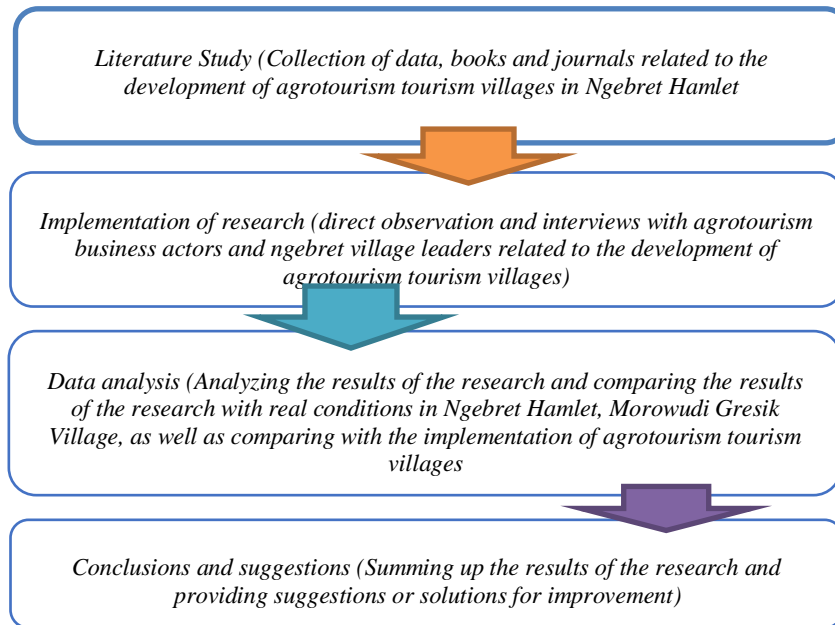 Literature Study (Collection of data, books and journals related to the
development of agrotourism tourism villages in Ngebret Hamlet
Implementation of research (direct observation and interviews with agrotourism
business actors and ngebret village leaders related to the development of
agrotourism tourism villages)
Data analysis (Analyzing the results of the research and comparing the results
of the research with real conditions in Ngebret Hamlet, Morowudi Gresik
Village, as well as comparing with the implementation of agrotourism tourism
villages
Conclusions and suggestions (Summing up the results of the research and
providing suggestions or solutions for improvement)